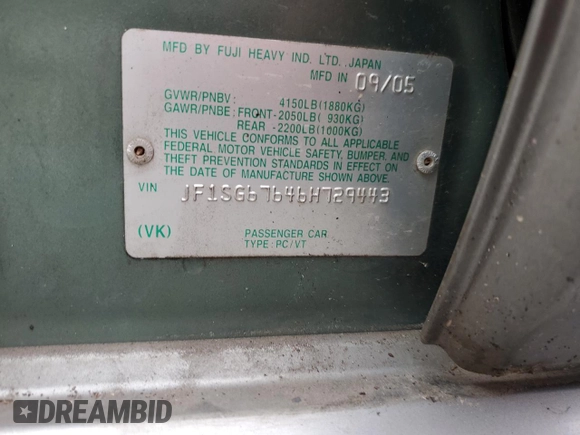 MFD BY FUJI HEAVY IND. LTD. JAPAN
MFD IN 09/05
GVWR/PNBV: 4150LB(1880KG)
GAWR/PNBE: FRONT-2050LB( 930KG)
REAR -2200LB(1000KG)
THIS VEHICLE CONFORMS TO ALL APPLICABLE
FEDERAL MOTOR VEHICLE SAFETY, BUMPER, AND
THEFT PREVENTION STANDARDS IN EFFECT ON
THE DATE OF MANUFACTURE SHOWN ABOVE.
VIN JF1SG67646H729443
(VK) PASSENGER CAR
TYPE: PC/VT
DREAMBID